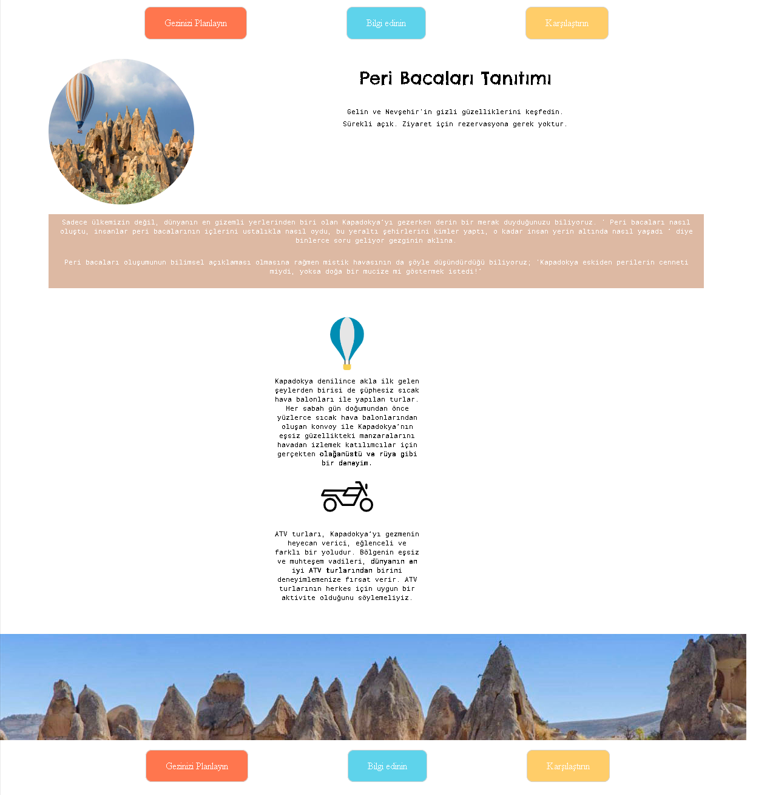 Gezinizi Planlayın
Bilgi edinin
Karşılaştırın
Peri Bacaları Tanıtımı
Gelin ve Nevşehir'in gizli güzelliklerini keşfedin.
Sürekli açık. Ziyaret için rezervasyona gerek yoktur.
Sadece ülkemizin değil, dünyanın en gizemli yerlerinden biri olan Kapadokya'yı gezerken derin bir merak duyduğunuzu biliyoruz. ' Peri bacaları nasıl
oluştu, insanlar peri bacalarının içlerini ustalıkla nasıl oydu, bu yeraltı şehirlerini kimler yaptı, o kadar insan yerin altında nasıl yaşadı ' diye
binlerce soru geliyor gezginin aklına.
Peri bacaları oluşumunun bilimsel açıklaması olmasına rağmen mistik havasının da şöyle düşündürdüğü biliyoruz, 'Kapadokya eskiden perilerin cenneti
miydi, yoksa doğa bir mucize mi göstermek istedi!'
Kapadokya denilince akla ilk gelen
şeylerden birisi de şüphesiz sıcak
hava balonları ile yapılan turlar.
Her sabah gün doğumundan önce
yüzlerce sıcak hava balonlarından
oluşan konvoy ile Kapadokya'nın
eşsiz güzellikteki manzaralarını
havadan izlemek katılımcılar için
gerçekten olağanüstü ve rüya gibi
bir deneyim.
ATV turları, Kapadokya'yı gezmenin
heyecan verici, eğlenceli ve
farklı bir yoludur. Bölgenin eşsiz
ve muhteşem vadileri, dünyanın en
iyi ATV turlarından birini
deneyimlemenize fırsat verir. ATV
turlarının herkes için uygun bir
aktivite olduğunu söylemeliyiz.
Gezinizi Planlayın
Bilgi edinin
Karşılaştırın